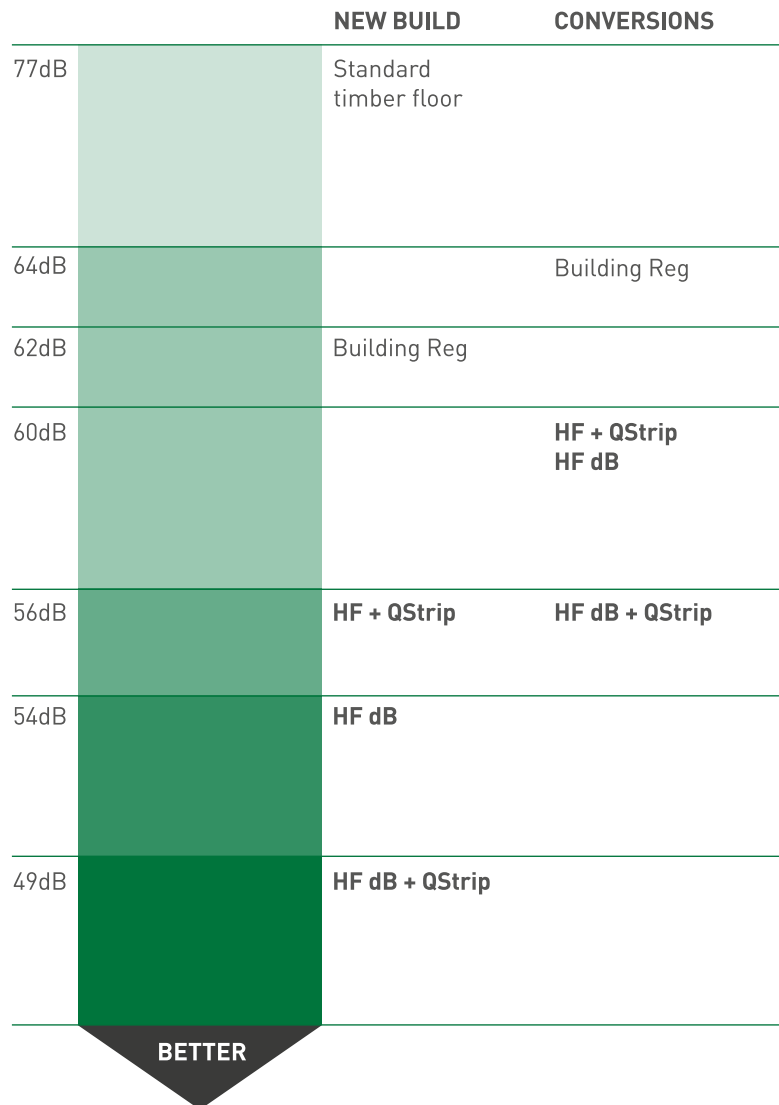 NEW BUILD CONVERSIONS
77dB Standard
timber floor
64dB Building Reg
62dB Building Reg
60dB HF + QStrip
HF dB
56dB HF + QStrip HF dB + QStrip
54dB HF dB
49dB HF dB + QStrip
BETTER